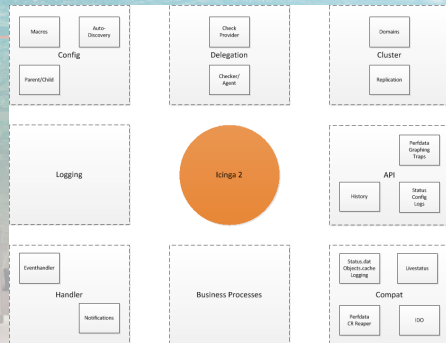 Macros
Auto-
Discovery
Config
Parent/Child
Check
Provider
Delegation
Checker/
Agent
Domains
Cluster
Replication
Logging
Icinga 2
Perfdata
Graphing
Traps
API
History
Status
Config
Logs
Eventhandler
Handler
Notifications
Business Processes
Status.dat
Objects.cache
Logging
Livestatus
Compat
Perfdata
CR Reaper
IDO